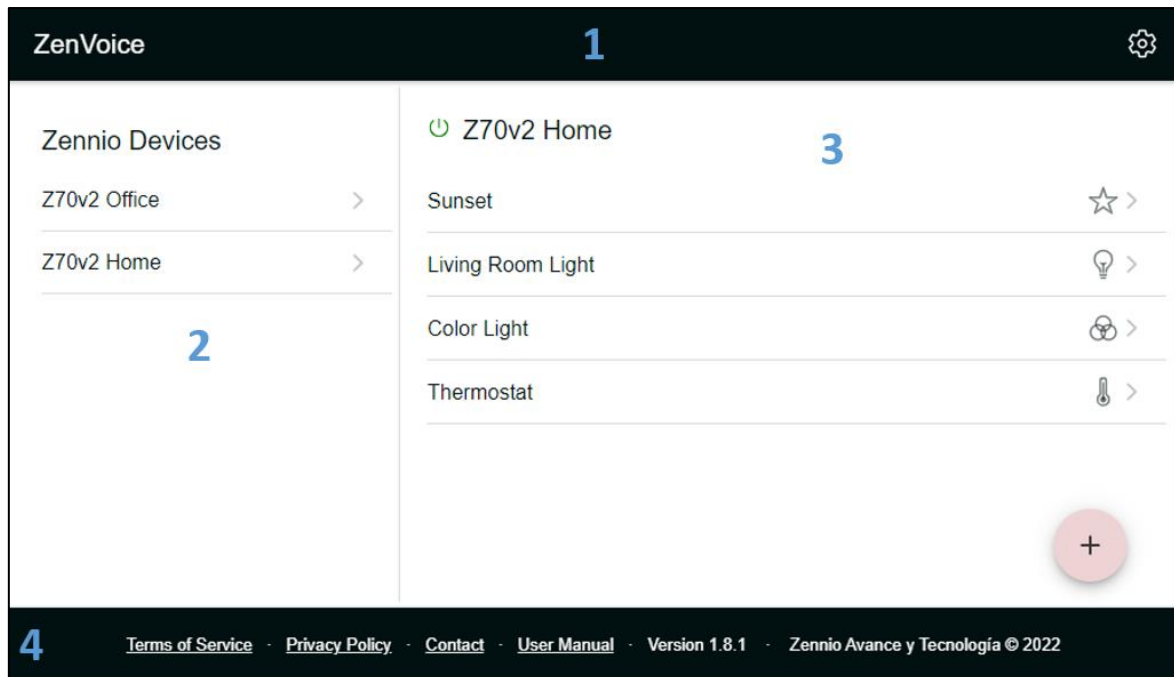 ZenVoice 1
Zennio Devices
Z70v2 Office
Z70v2 Home
2
Z70v2 Home
3
Sunset
Living Room Light
Color Light
Thermostat
+
4 Terms of Service · Privacy Policy · Contact · User Manual · Version 1.8.1 · Zennio Avance y Tecnología © 2022